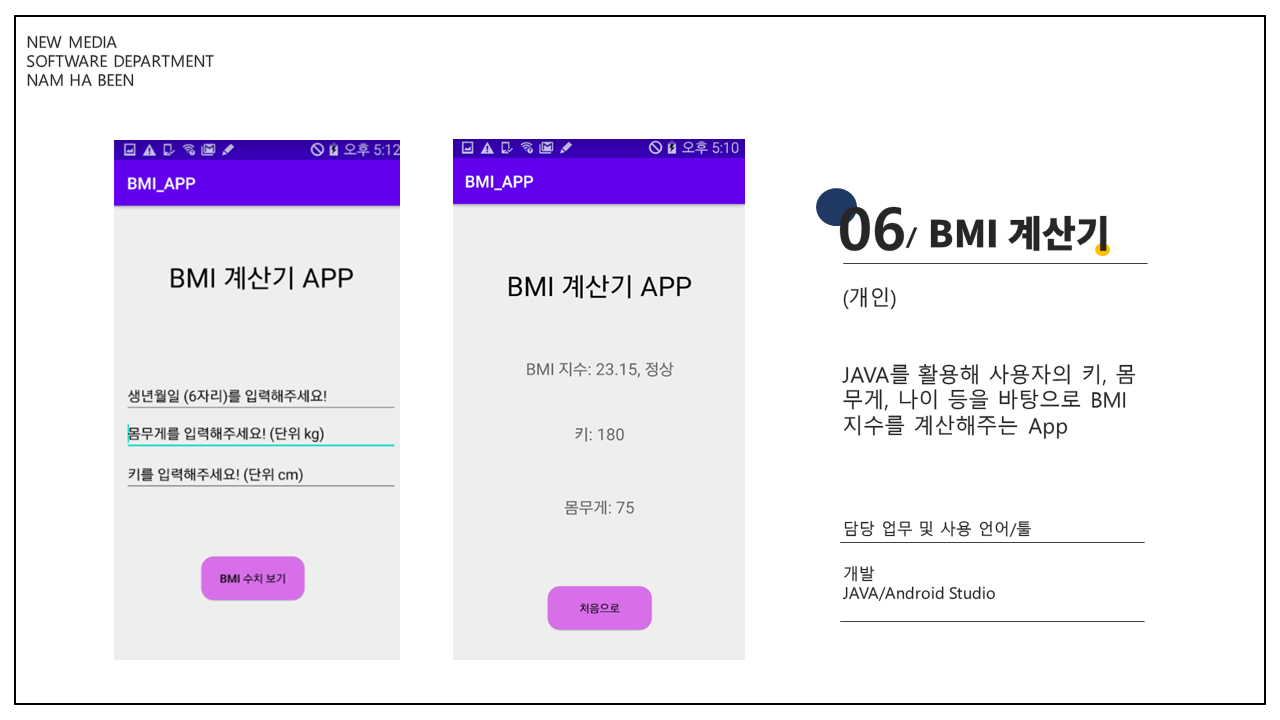 NEW MEDIA
SOFTWARE DEPARTMENT
NAM HA BEEN
오후 5:12
BMI_APP
BMI 계산기 APP
생년월일 (6자리)를 입력해주세요!
몸무게를 입력해주세요! (단위 kg)
키를 입력해주세요! (단위 cm)
BMI 수치 보기
오후 5:10
BMI_APP
BMI 계산기 APP
BMI 지수: 23.15, 정상
키: 180
몸무게: 75
처음으로
06/ BMI 계산기
(개인)
JAVA를 활용해 사용자의 키, 몸
무게, 나이 등을 바탕으로 BMI
지수를 계산해주는 App
담당 업무 및 사용 언어/툴
개발
JAVA/Android Studio